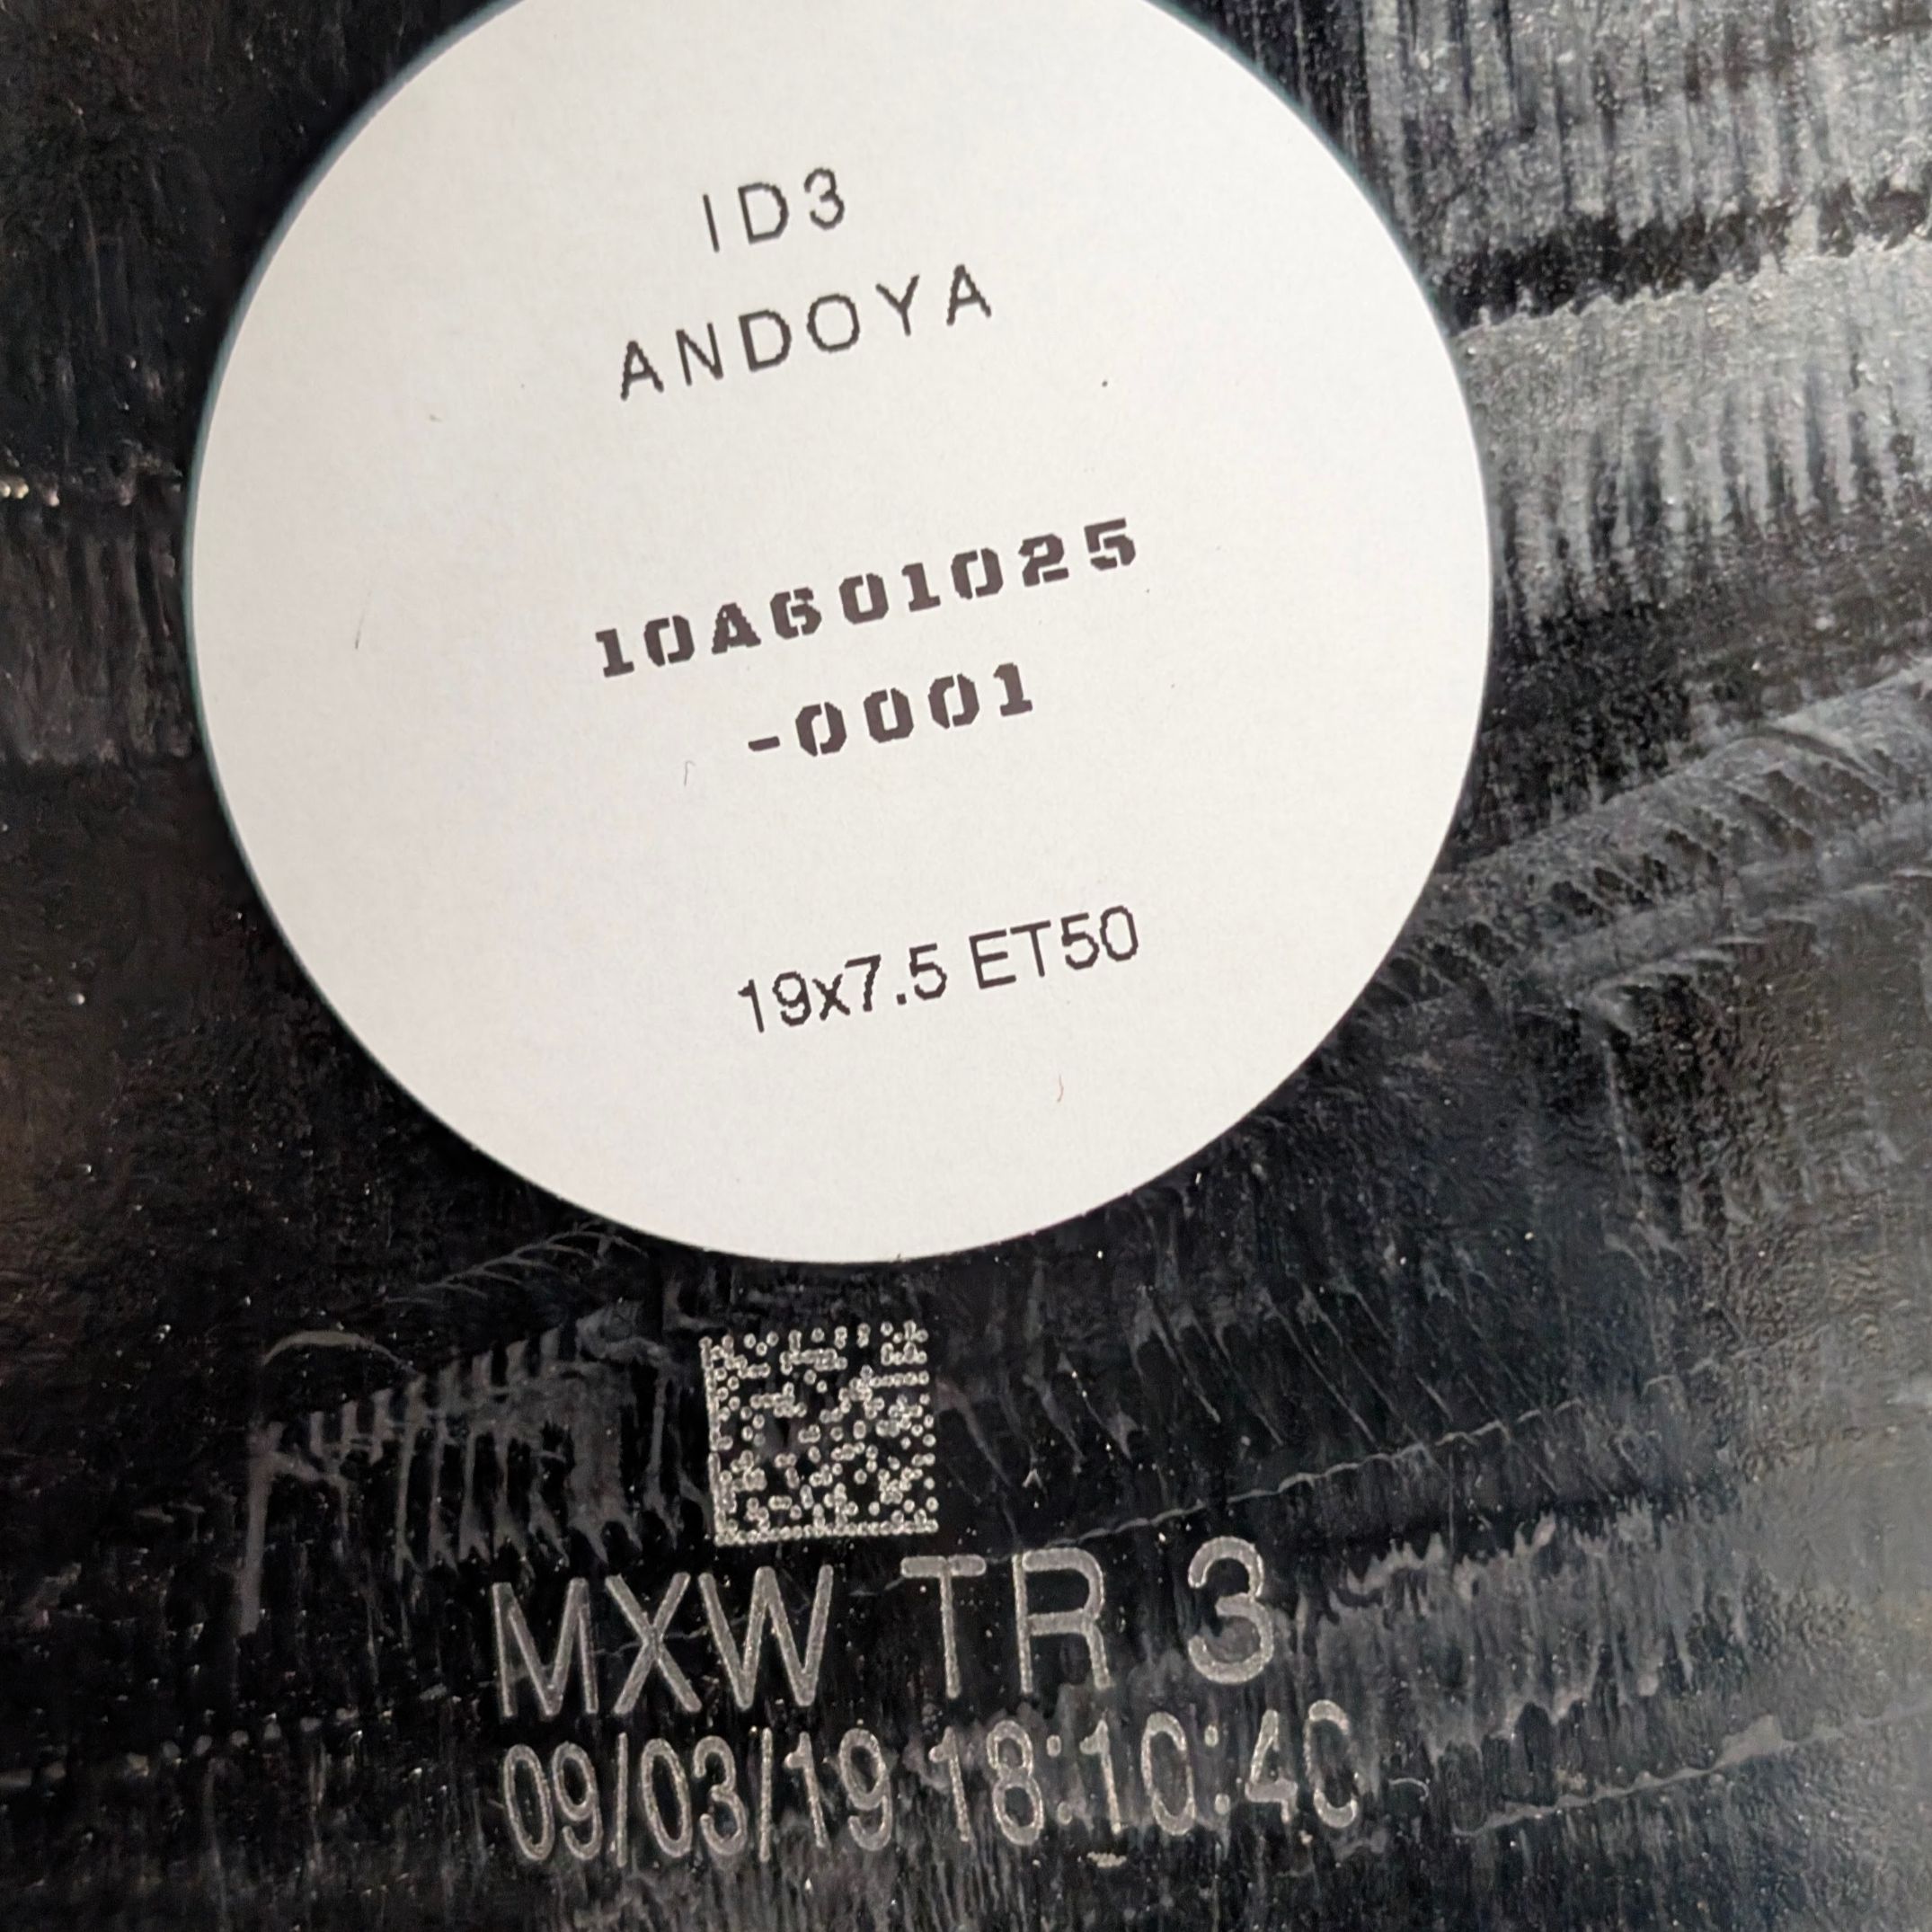 ID3
ANDOYA
10A601025
-0001
19x7.5 ET50
MXW TR 3
09/03/19 18:10:40